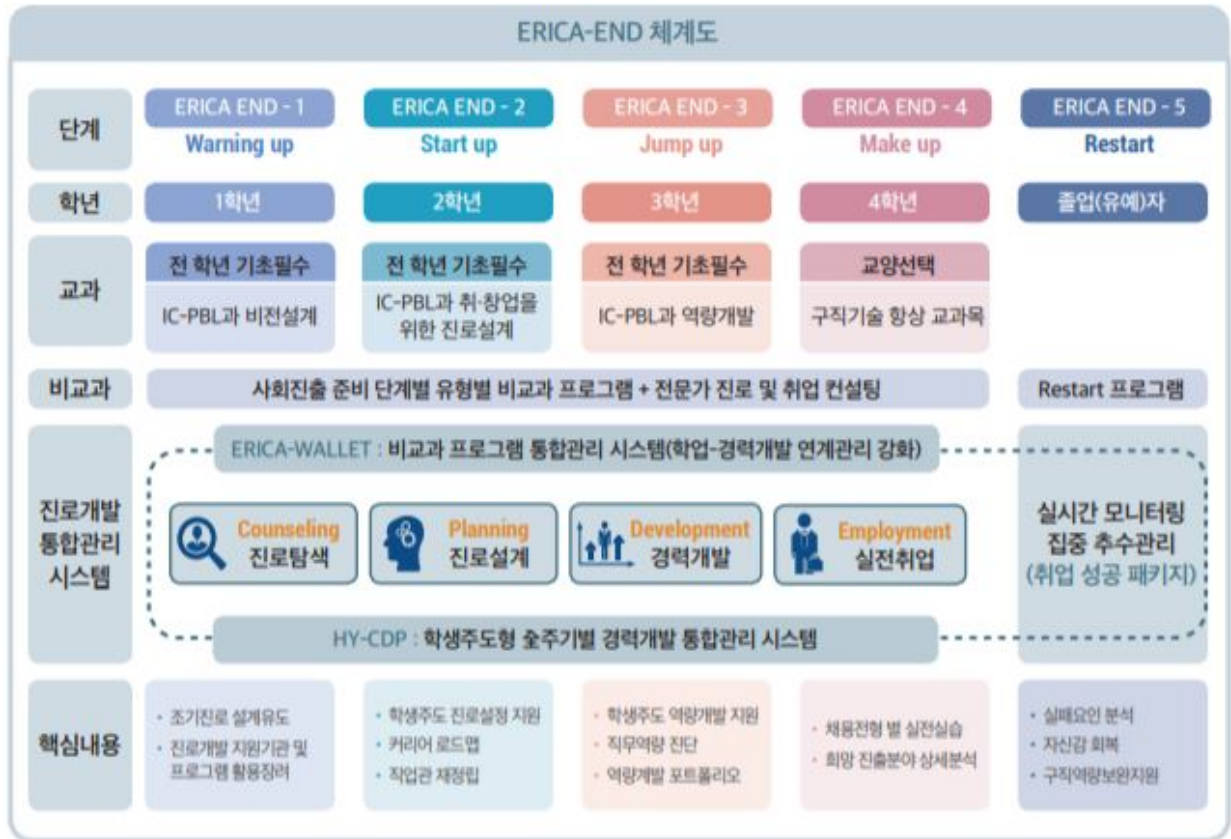 ERICA-END 체계도
단계
ERICA END - 1
Warning up
ERICA END - 2
Start up
ERICA END - 3
Jump up
ERICA END - 4
Make up
ERICA END - 5
Restart
학년
1학년
2학년
3학년
4학년
졸업(유예)자
교과
전 학년 기초필수
IC-PBL과 비전설계
전 학년 기초필수
IC-PBL과 취·창업을
위한 진로설계
전 학년 기초필수
IC-PBL과 역량개발
교양선택
구직기술 항상 교과목
비교과
사회진출 준비 단계별 유형별 비교과 프로그램 + 전문가 진로 및 취업 컨설팅
Restart 프로그램
진로개발
통합관리
시스템
ERICA-WALLET : 비교과 프로그램 통합관리 시스템(학업-경력개발 연계관리 강화)
Counseling
진로탐색
Planning
진로설계
Development
경력개발
Employment
실전취업
HY-CDP : 학생주도형 全주기별 경력개발 통합관리 시스템
실시간 모니터링
집중 추수관리
(취업 성공 패키지)
핵심내용
· 조기진로 설계유도
· 진로개발 지원기관 및
프로그램 활용장려
· 학생주도 진로설정 지원
· 커리어 로드맵
· 직업관 재정립
· 학생주도 역량개발 지원
· 직무역량 진단
· 역량계발 포트폴리오
· 채용전형 별 실전실습
· 희망 진출분야 상세분석
· 실패요인 분석
· 자신감 회복
· 구직역량보완지원